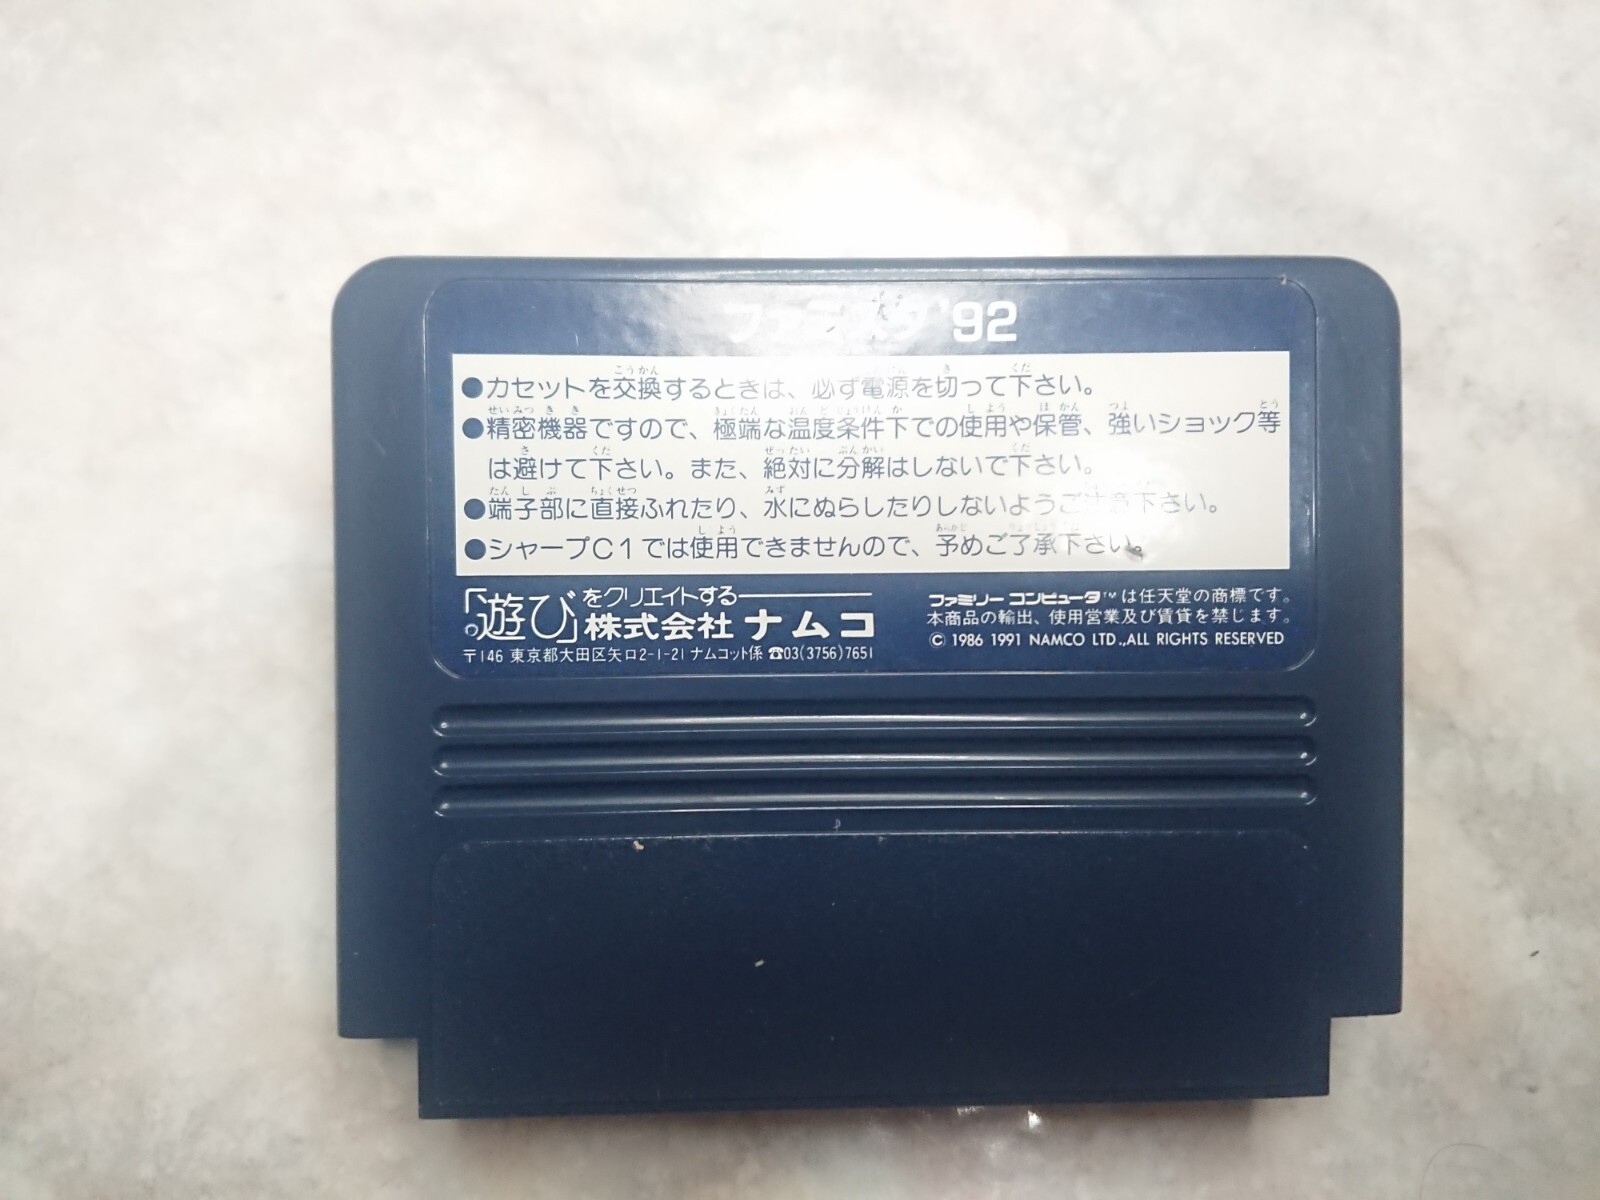 ファミスタ'92
●カセットを交換するときは、必ず電源を切って下さい。
●精密機器ですので、極端な温度条件下での使用や保管、強いショック等
は避けて下さい。また、絶対に分解はしないで下さい。
●端子部に直接ふれたり、水にぬらしたりしないようご注意下さい。
●シャープC1では使用できませんので、予めご了承下さい。
「遊び」をクリエイトする
株式会社ナムコ
〒146 東京都大田区矢口2-1-21 ナムコット係 ☎03(3756)7651
ファミリーコンピュータ™は任天堂の商標です。
本商品の輸出、使用営業及び賃貸を禁じます。
© 1986 1991 NAMCO LTD.,ALL RIGHTS RESERVED